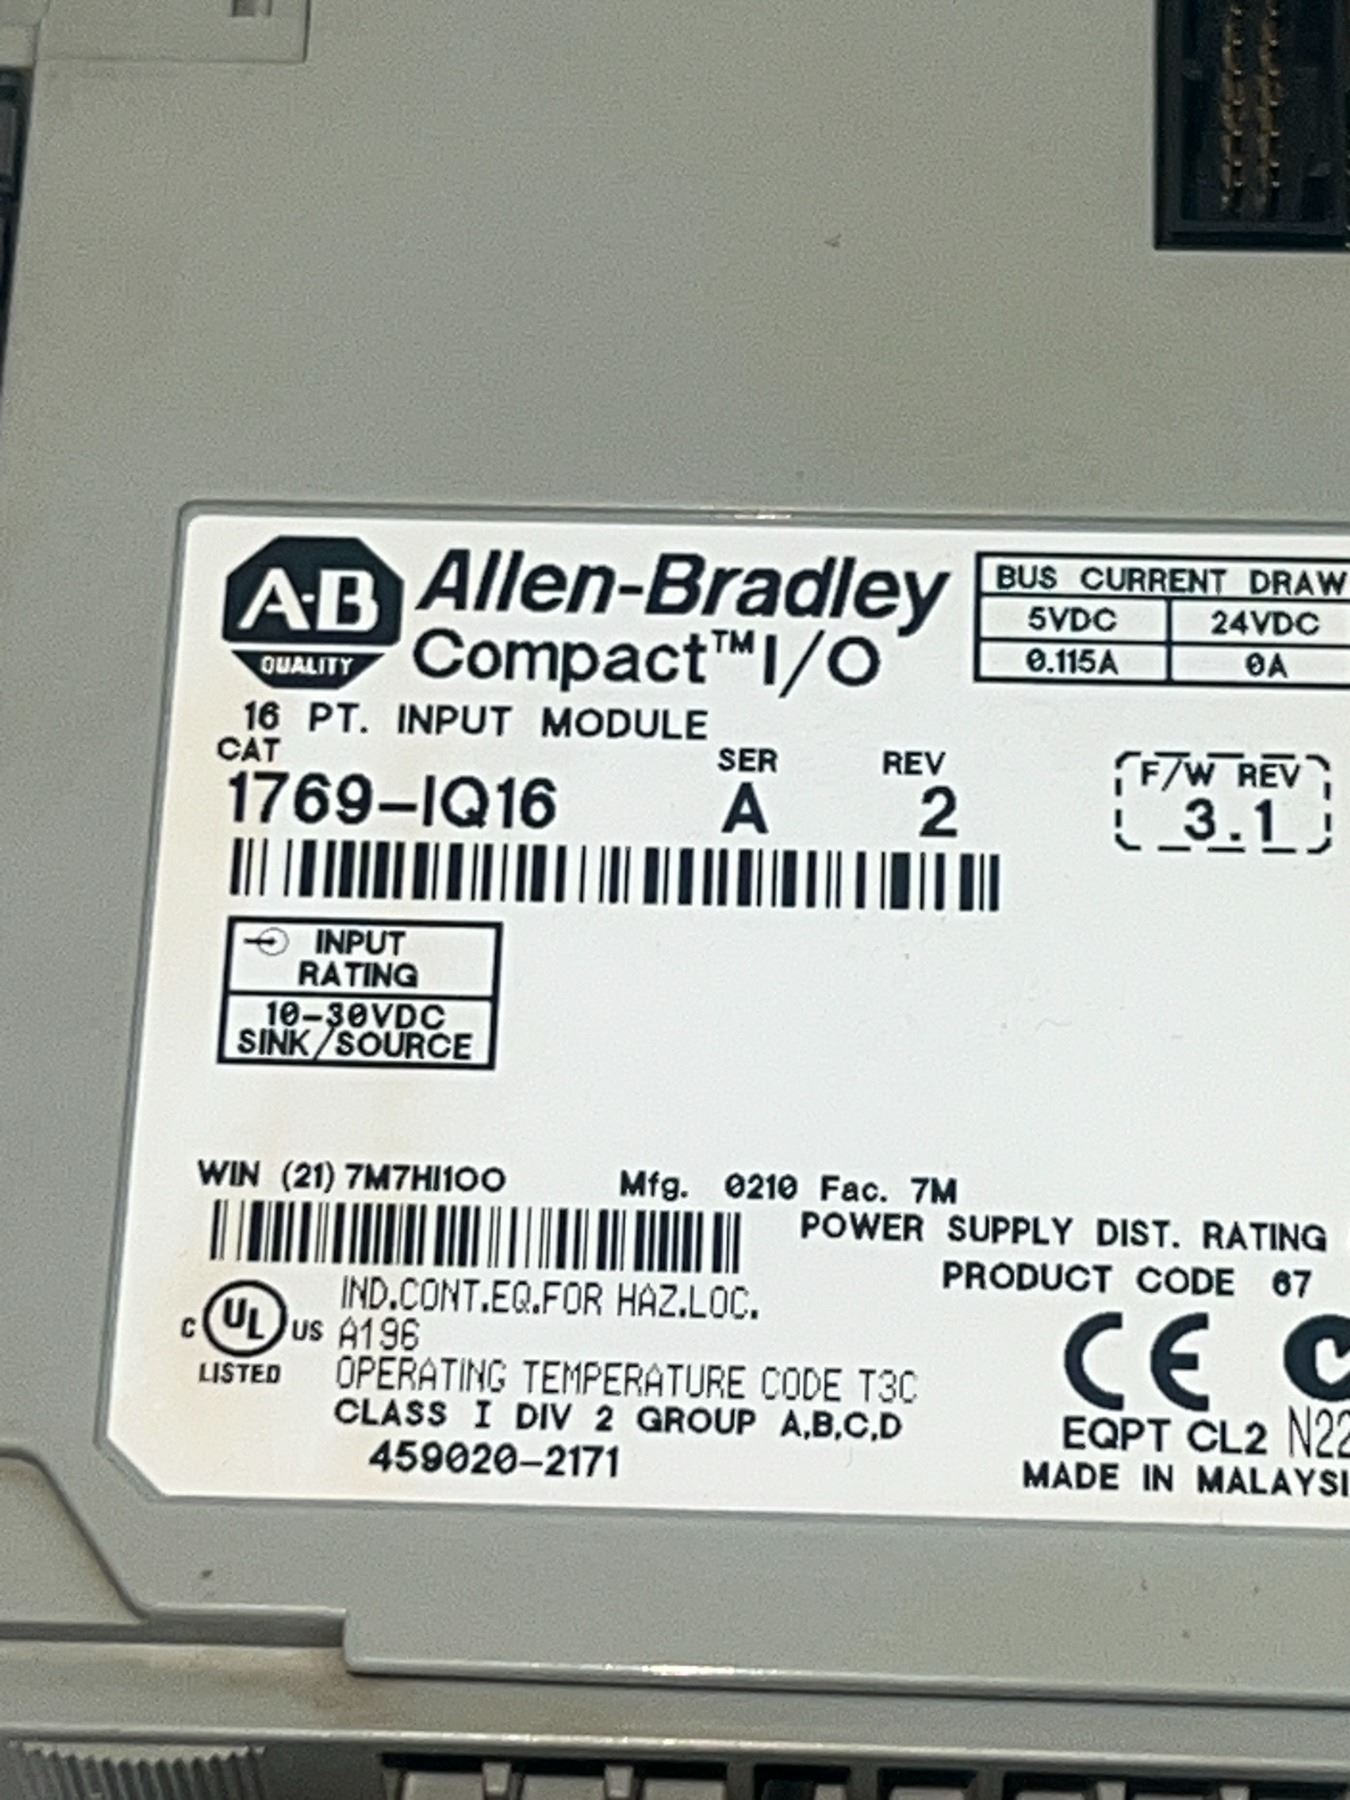 A-B
QUALITY
Allen-Bradley
Compact™ I/O
BUS CURRENT DRAW
5VDC 24VDC
0.115A 0A
16 PT. INPUT MODULE
CAT SER REV F/W REV
1769-IQ16 A 2 3.1
INPUT
RATING
10-30VDC
SINK/SOURCE
WIN (21) 7M7HI100 Mfg. 0210 Fac. 7M
POWER SUPPLY DIST. RATING
PRODUCT CODE 67
C UL US
LISTED
IND.CONT.EQ.FOR HAZ.LOC.
A196
OPERATING TEMPERATURE CODE T3C
CLASS I DIV 2 GROUP A,B,C,D
459020-2171
CE
EQPT CL2 N22
MADE IN MALAYSI